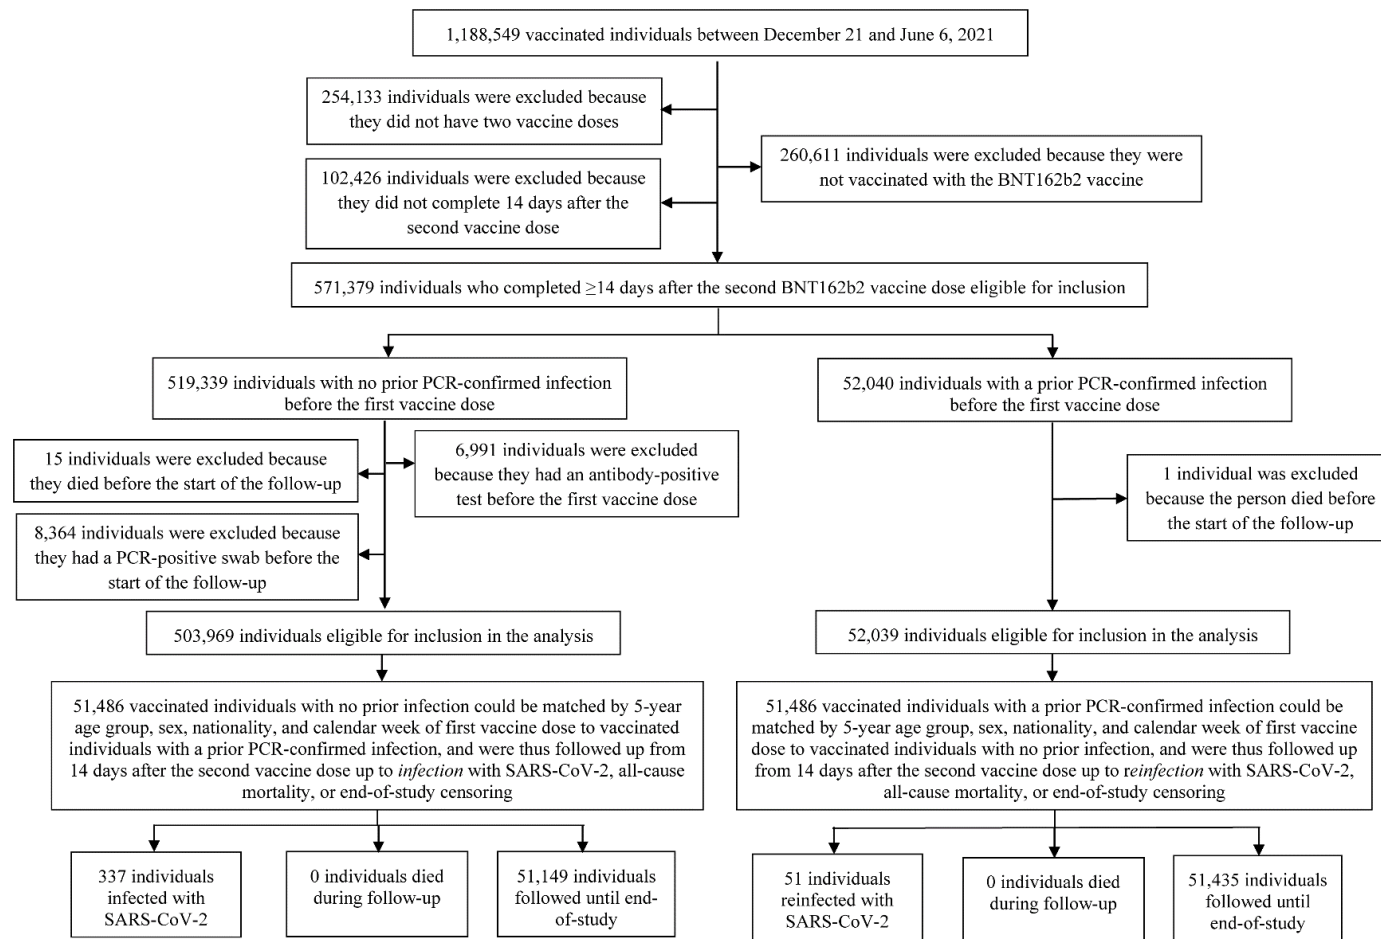 1,188,549 vaccinated individuals between December 21 and June 6, 2021
254,133 individuals were excluded because
they did not have two vaccine doses
260,611 individuals were excluded because they were
not vaccinated with the BNT162b2 vaccine
102,426 individuals were excluded because
they did not complete 14 days after the
second vaccine dose
571,379 individuals who completed ≥14 days after the second BNT162b2 vaccine dose eligible for inclusion
519,339 individuals with no prior PCR-confirmed infection
before the first vaccine dose
52,040 individuals with a prior PCR-confirmed infection
before the first vaccine dose
15 individuals were excluded because
they died before the start of the follow-up
6,991 individuals were excluded
because they had an antibody-positive
test before the first vaccine dose
1 individual was excluded
because the person died before
the start of the follow-up
8,364 individuals were excluded because
they had a PCR-positive swab before the
start of the follow-up
503,969 individuals eligible for inclusion in the analysis
52,039 individuals eligible for inclusion in the analysis
51,486 vaccinated individuals with no prior infection could be matched by 5-year
age group, sex, nationality, and calendar week of first vaccine dose to vaccinated
individuals with a prior PCR-confirmed infection, and were thus followed up from
14 days after the second vaccine dose up to infection with SARS-CoV-2, all-cause
mortality, or end-of-study censoring
51,486 vaccinated individuals with a prior PCR-confirmed infection could be
matched by 5-year age group, sex, nationality, and calendar week of first vaccine
dose to vaccinated individuals with no prior infection, and were thus followed up
from 14 days after the second vaccine dose up to reinfection with SARS-CoV-2,
all-cause mortality, or end-of-study censoring
337 individuals
infected with
SARS-CoV-2
0 individuals died
during follow-up
51,149 individuals
followed until end-
of-study
51 individuals
reinfected with
SARS-CoV-2
0 individuals died
during follow-up
51,435 individuals
followed until
end-of-study